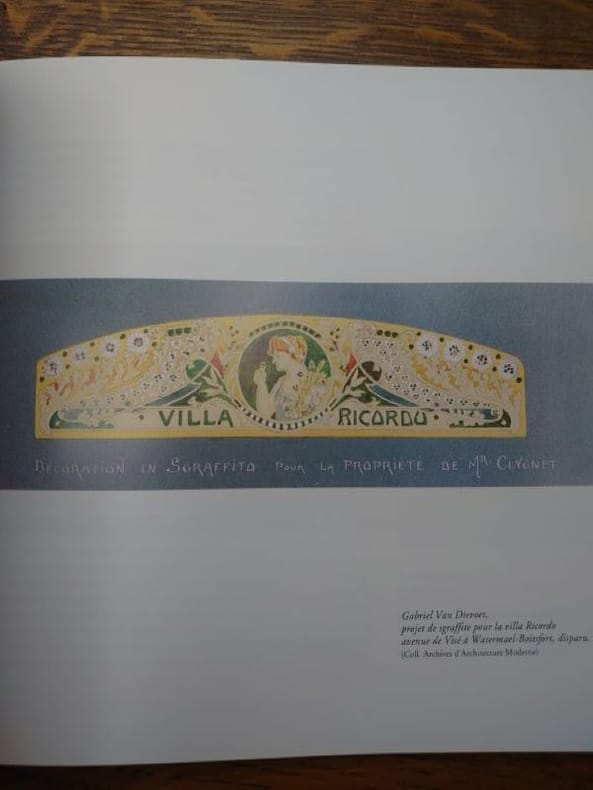 VILLA RICORDO
DÉCORATION EN SGRAFFITO POUR LA PROPRIÉTÉ DE MR.
Gabriel Van Dievoet,
projet de sgraffite pour la villa Ricordo
avenue de Visé à Watermael-Boitsfort, disparu.
(Coll. Archives d'Architecture Moderne)